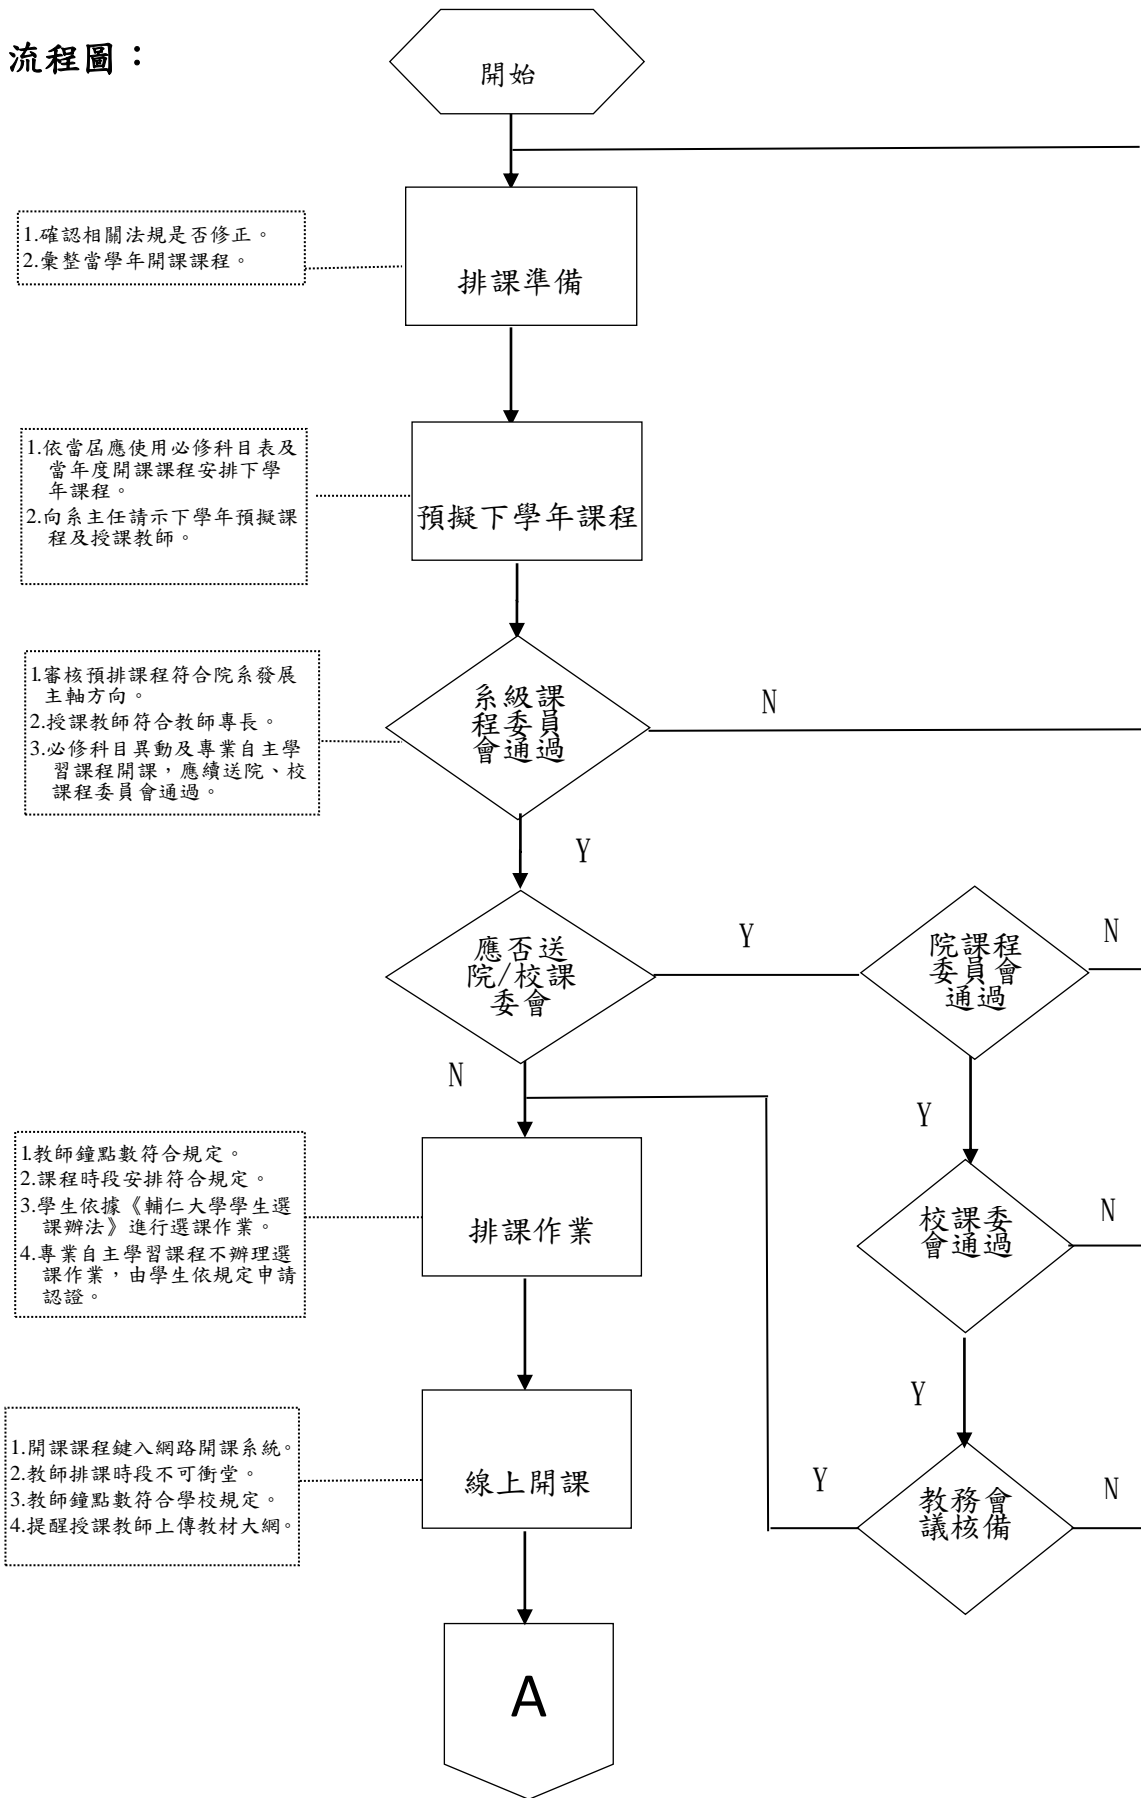 流程圖：
開始
1.確認相關法規是否修正。
2.彙整當學年開課課程。
排課準備
1.依當屆應使用必修科目表及
當年度開課課程安排下學
年課程。
2.向系主任請示下學年預擬課
程及授課教師。
預擬下學年課程
1.審核預排課程符合院系發展
主軸方向。
2.授課教師符合教師專長。
3.必修科目異動及專業自主學
習課程開課，應續送院、校
課程委員會通過。
系級課
程委員
會通過
N
Y
應否送
院/校課
委會
Y
院課程
委員會
通過
N
N
Y
1.教師鐘點數符合規定。
2.課程時段安排符合規定。
3.學生依據《輔仁大學學生選
課辦法》進行選課作業。
4.專業自主學習課程不辦理選
課作業，由學生依規定申請
認證。
排課作業
校課委
會通過
N
Y
1.開課課程鍵入網路開課系統。
2.教師排課時段不可衝堂。
3.教師鐘點數符合學校規定。
4.提醒授課教師上傳教材大綱。
線上開課
Y
教務會
議核備
N
A